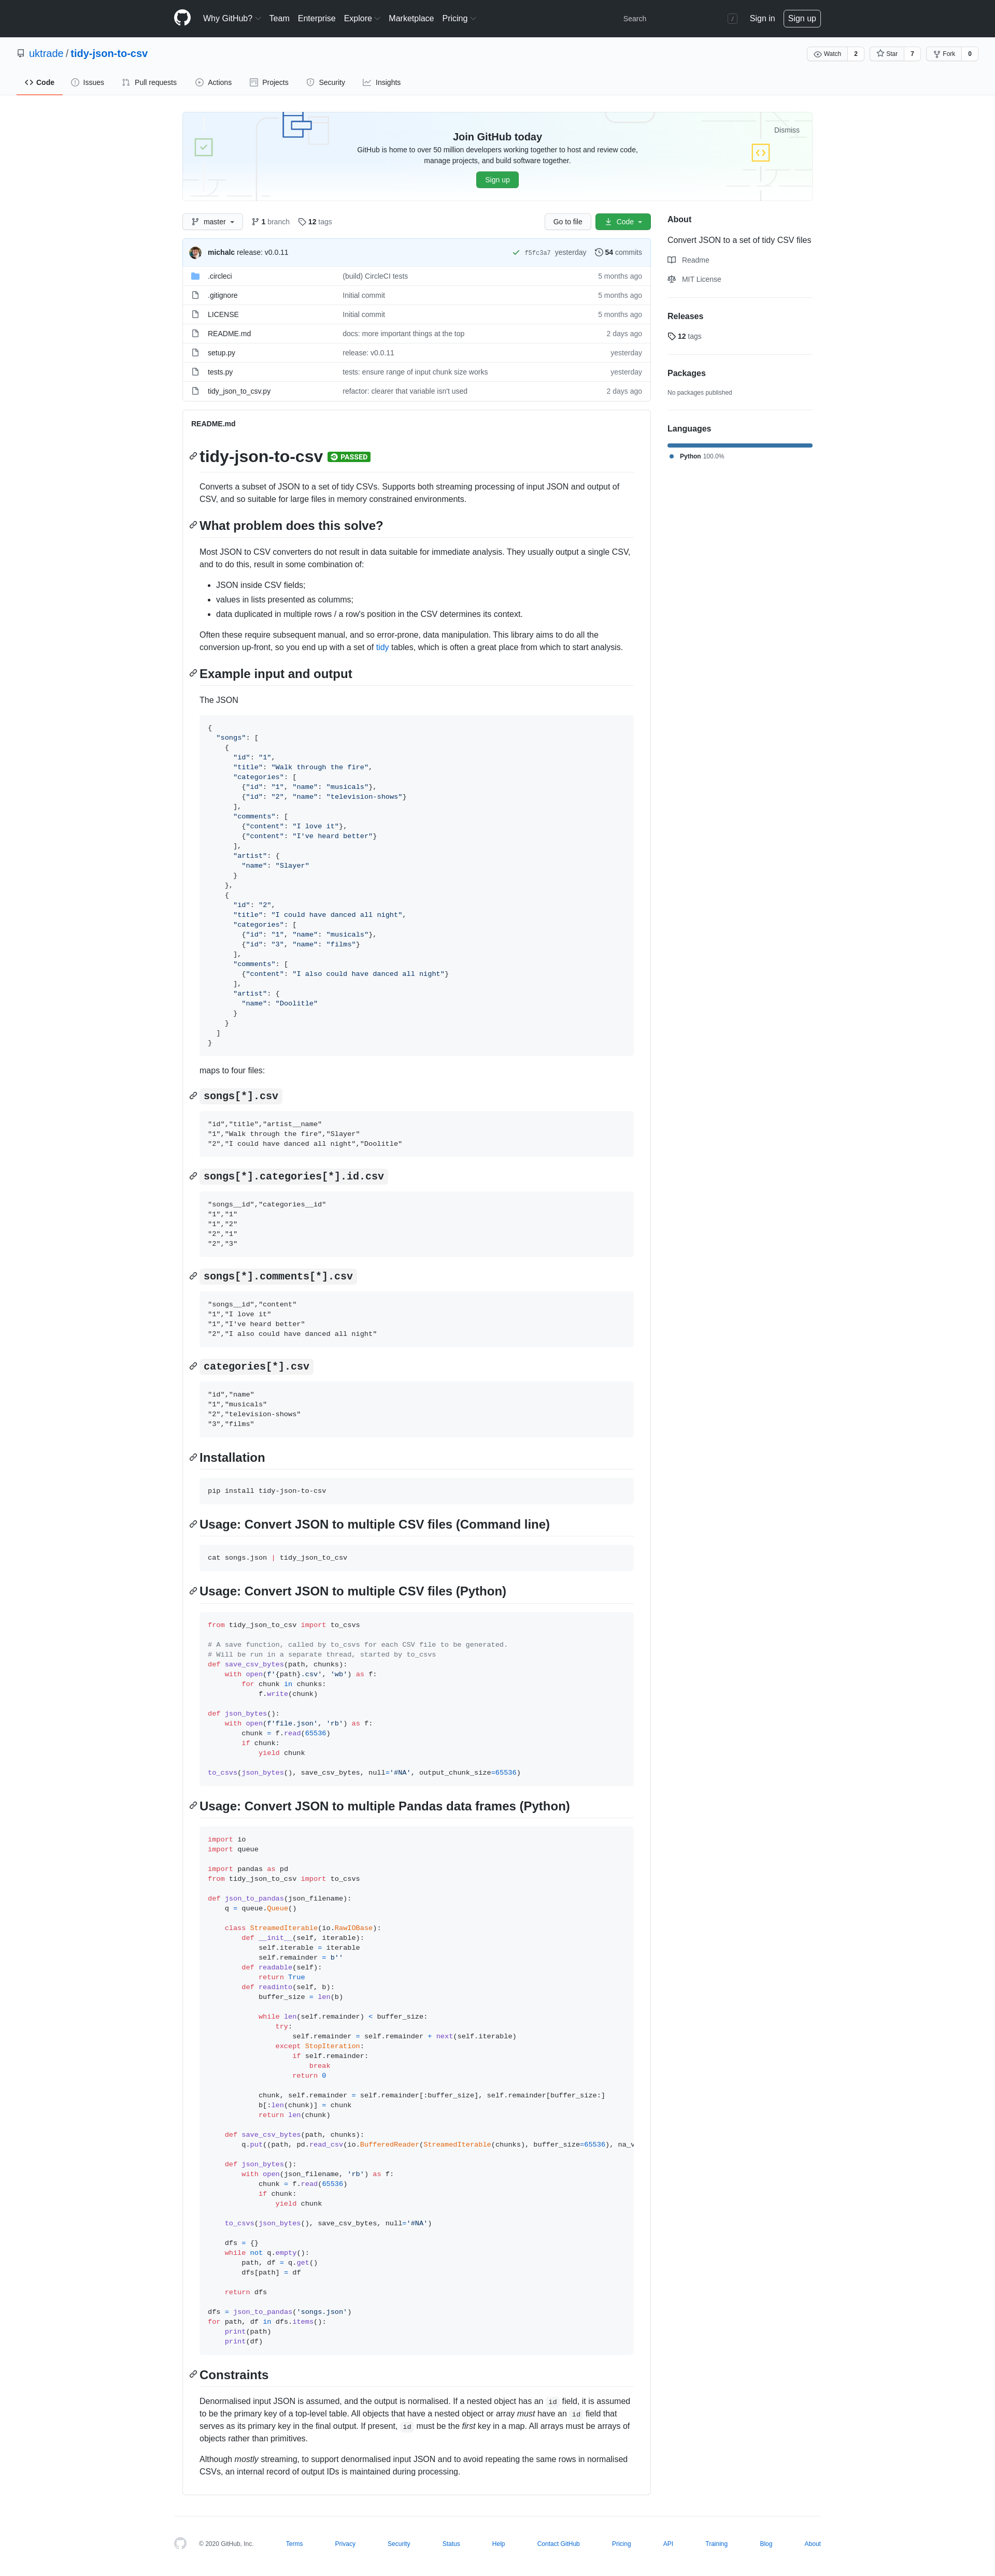 Why GitHub? Team Enterprise Explore Marketplace Pricing Search / Sign in Sign up
uktrade / tidy-json-to-csv Watch 2 Star 7 Fork 0
Code Issues Pull requests Actions Projects Security Insights
Dismiss
Join GitHub today
GitHub is home to over 50 million developers working together to host and review code,
manage projects, and build software together.
Sign up
master 1 branch 12 tags Go to file Code
michalc release: v0.0.11 f5fc3a7 yesterday 54 commits
.circleci (build) CircleCI tests 5 months ago
.gitignore Initial commit 5 months ago
LICENSE Initial commit 5 months ago
README.md docs: more important things at the top 2 days ago
setup.py release: v0.0.11 yesterday
tests.py tests: ensure range of input chunk size works yesterday
tidy_json_to_csv.py refactor: clearer that variable isn't used 2 days ago
About
Convert JSON to a set of tidy CSV files
Readme
MIT License
Releases
12 tags
Packages
No packages published
Languages
Python 100.0%
README.md
tidy-json-to-csv PASSED
Converts a subset of JSON to a set of tidy CSVs. Supports both streaming processing of input JSON and output of
CSV, and so suitable for large files in memory constrained environments.
What problem does this solve?
Most JSON to CSV converters do not result in data suitable for immediate analysis. They usually output a single CSV,
and to do this, result in some combination of:
• JSON inside CSV fields;
• values in lists presented as columms;
• data duplicated in multiple rows / a row's position in the CSV determines its context.
Often these require subsequent manual, and so error-prone, data manipulation. This library aims to do all the
conversion up-front, so you end up with a set of tidy tables, which is often a great place from which to start analysis.
Example input and output
The JSON
{
"songs": [
{
"id": "1",
"title": "Walk through the fire",
"categories": [
{"id": "1", "name": "musicals"},
{"id": "2", "name": "television-shows"}
],
"comments": [
{"content": "I love it"},
{"content": "I've heard better"}
],
"artist": {
"name": "Slayer"
}
},
{
"id": "2",
"title": "I could have danced all night",
"categories": [
{"id": "1", "name": "musicals"},
{"id": "3", "name": "films"}
],
"comments": [
{"content": "I also could have danced all night"}
],
"artist": {
"name": "Doolitle"
}
}
]
}
maps to four files:
songs[*].csv
"id","title","artist__name"
"1","Walk through the fire","Slayer"
"2","I could have danced all night","Doolitle"
songs[*].categories[*].id.csv
"songs__id","categories__id"
"1","1"
"1","2"
"2","1"
"2","3"
songs[*].comments[*].csv
"songs__id","content"
"1","I love it"
"1","I've heard better"
"2","I also could have danced all night"
categories[*].csv
"id","name"
"1","musicals"
"2","television-shows"
"3","films"
Installation
pip install tidy-json-to-csv
Usage: Convert JSON to multiple CSV files (Command line)
cat songs.json | tidy_json_to_csv
Usage: Convert JSON to multiple CSV files (Python)
from tidy_json_to_csv import to_csvs
# A save function, called by to_csvs for each CSV file to be generated.
# Will be run in a separate thread, started by to_csvs
def save_csv_bytes(path, chunks):
with open(f'{path}.csv', 'wb') as f:
for chunk in chunks:
f.write(chunk)
def json_bytes():
with open(f'file.json', 'rb') as f:
chunk = f.read(65536)
if chunk:
yield chunk
to_csvs(json_bytes(), save_csv_bytes, null='#NA', output_chunk_size=65536)
Usage: Convert JSON to multiple Pandas data frames (Python)
import io
import queue
import pandas as pd
from tidy_json_to_csv import to_csvs
def json_to_pandas(json_filename):
q = queue.Queue()
class StreamedIterable(io.RawIOBase):
def __init__(self, iterable):
self.iterable = iterable
self.remainder = b''
def readable(self):
return True
def readinto(self, b):
buffer_size = len(b)
while len(self.remainder) < buffer_size:
try:
self.remainder = self.remainder + next(self.iterable)
except StopIteration:
if self.remainder:
break
return 0
chunk, self.remainder = self.remainder[:buffer_size], self.remainder[buffer_size:]
b[:len(chunk)] = chunk
return len(chunk)
def save_csv_bytes(path, chunks):
q.put((path, pd.read_csv(io.BufferedReader(StreamedIterable(chunks), buffer_size=65536), na_v
def json_bytes():
with open(json_filename, 'rb') as f:
chunk = f.read(65536)
if chunk:
yield chunk
to_csvs(json_bytes(), save_csv_bytes, null='#NA')
dfs = {}
while not q.empty():
path, df = q.get()
dfs[path] = df
return dfs
dfs = json_to_pandas('songs.json')
for path, df in dfs.items():
print(path)
print(df)
Constraints
Denormalised input JSON is assumed, and the output is normalised. If a nested object has an id field, it is assumed
to be the primary key of a top-level table. All objects that have a nested object or array must have an id field that
serves as its primary key in the final output. If present, id must be the first key in a map. All arrays must be arrays of
objects rather than primitives.
Although mostly streaming, to support denormalised input JSON and to avoid repeating the same rows in normalised
CSVs, an internal record of output IDs is maintained during processing.
© 2020 GitHub, Inc. Terms Privacy Security Status Help Contact GitHub Pricing API Training Blog About